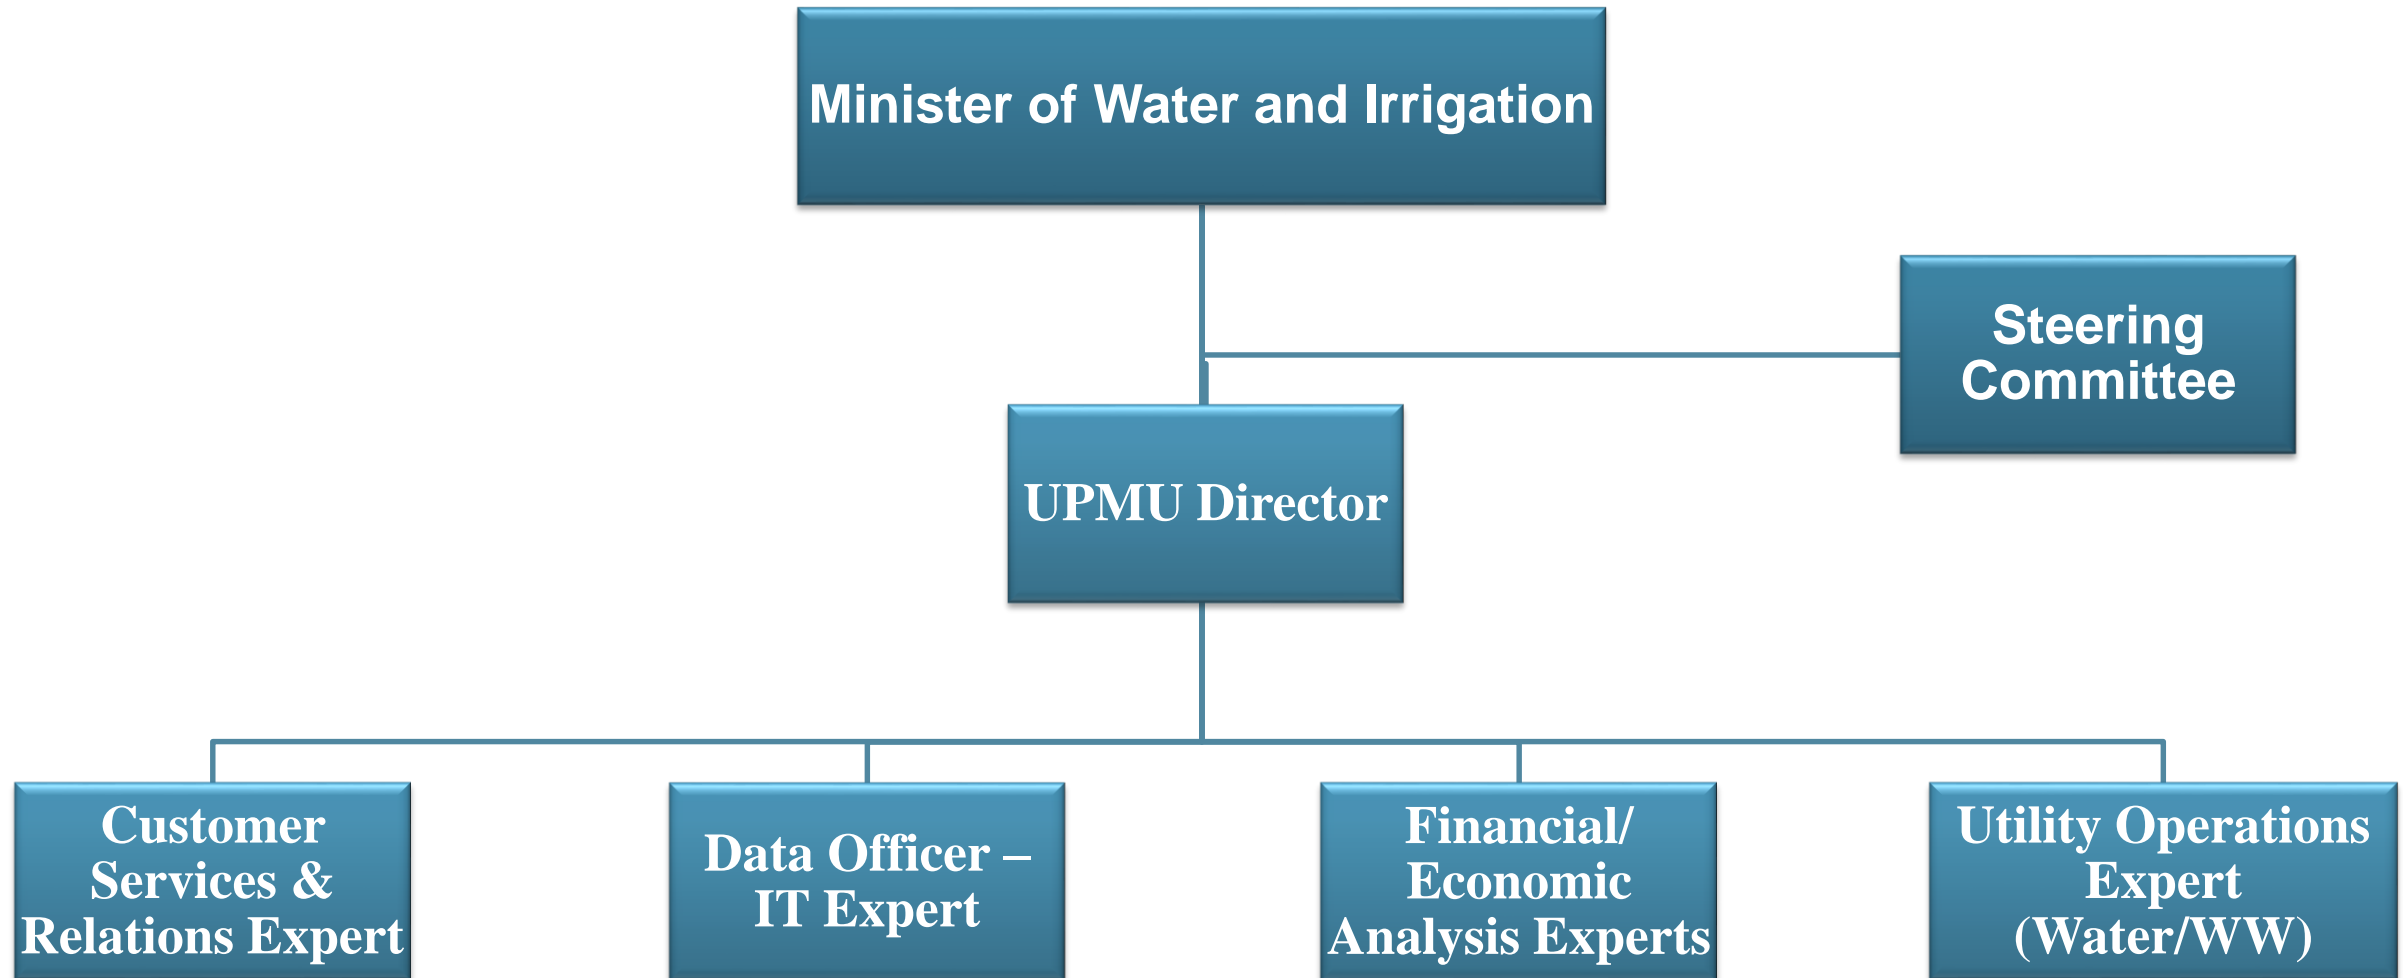 Minister of Water and Irrigation
Steering
Committee
UPMU Director
Customer
Services &
Relations Expert
Data Officer –
IT Expert
Financial/
Economic
Analysis Experts
Utility Operations
Expert
(Water/WW)